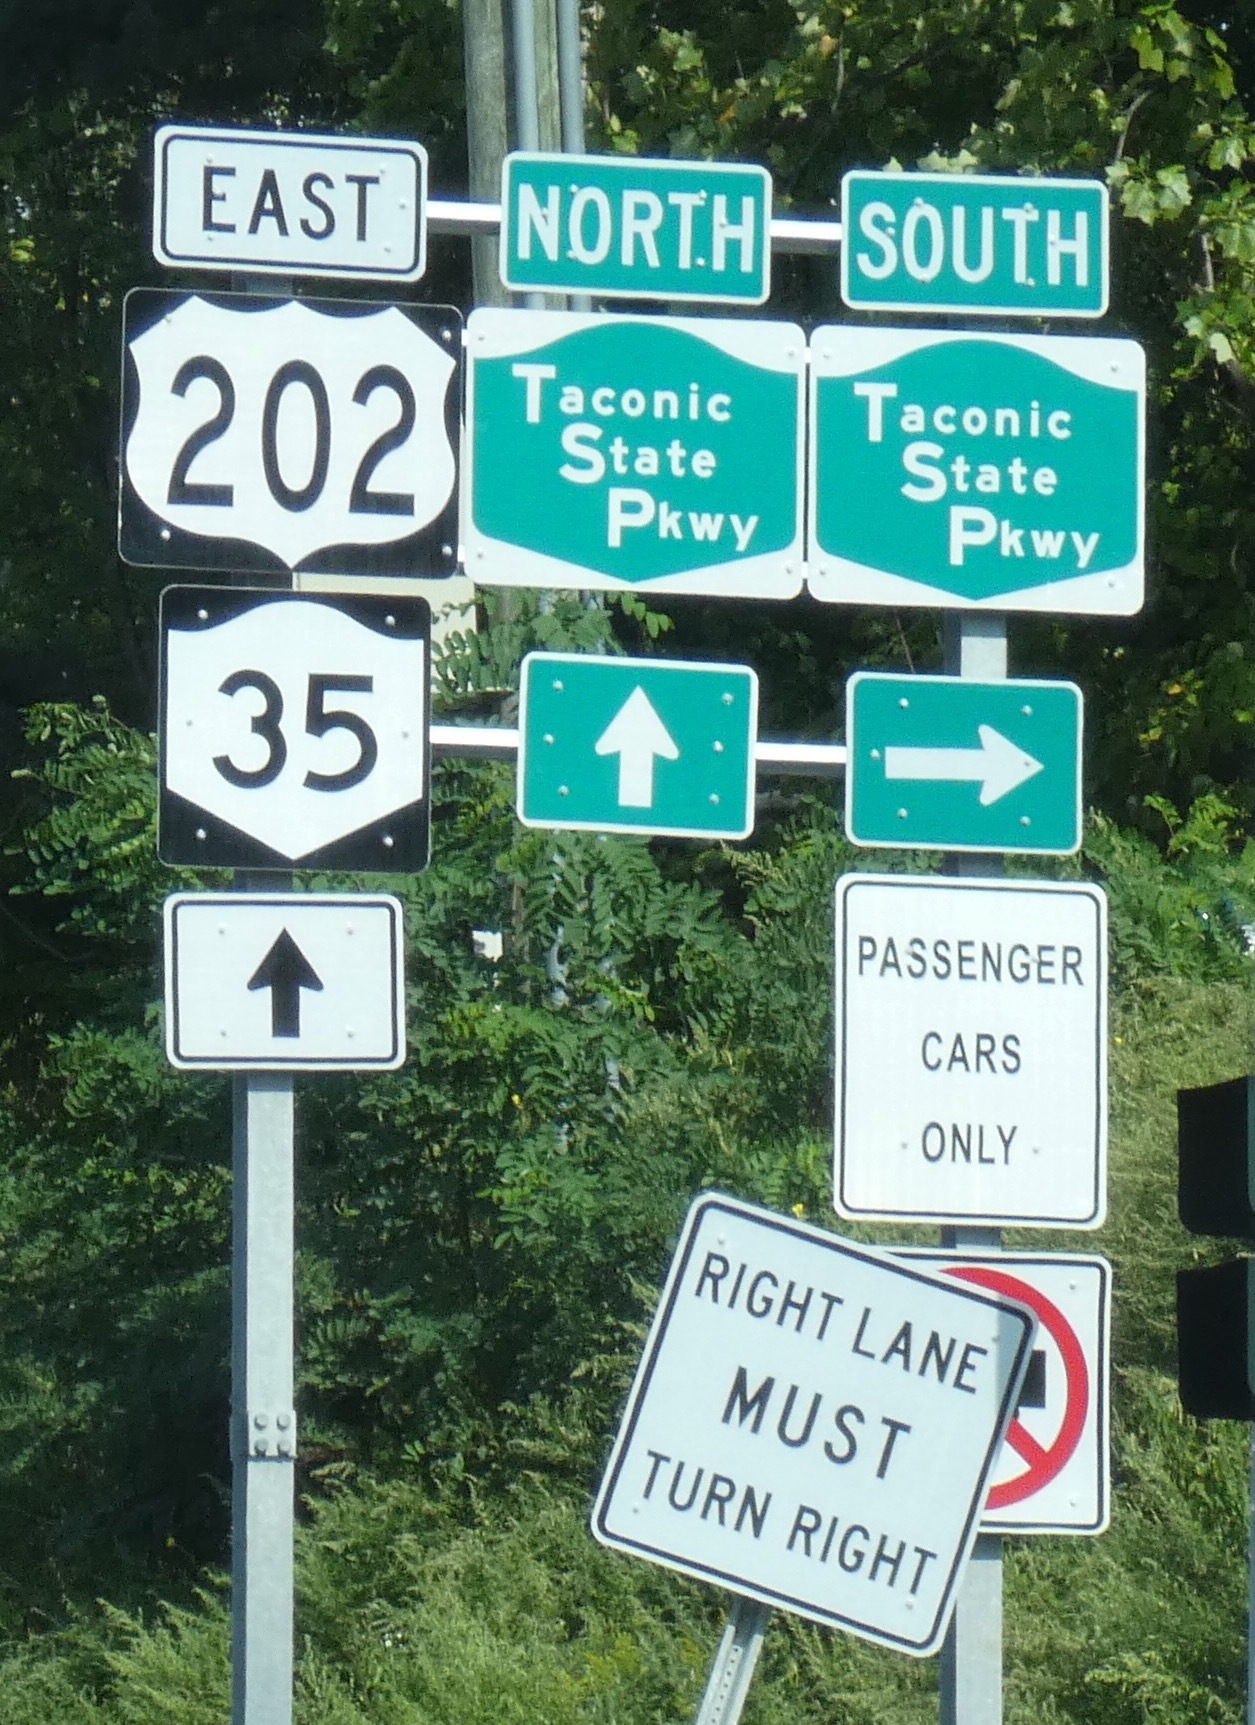 EAST
202
35
NORTH
Taconic
State
Pkwy
SOUTH
Taconic
State
Pkwy
PASSENGER
CARS
ONLY
RIGHT LANE
MUST
TURN RIGHT